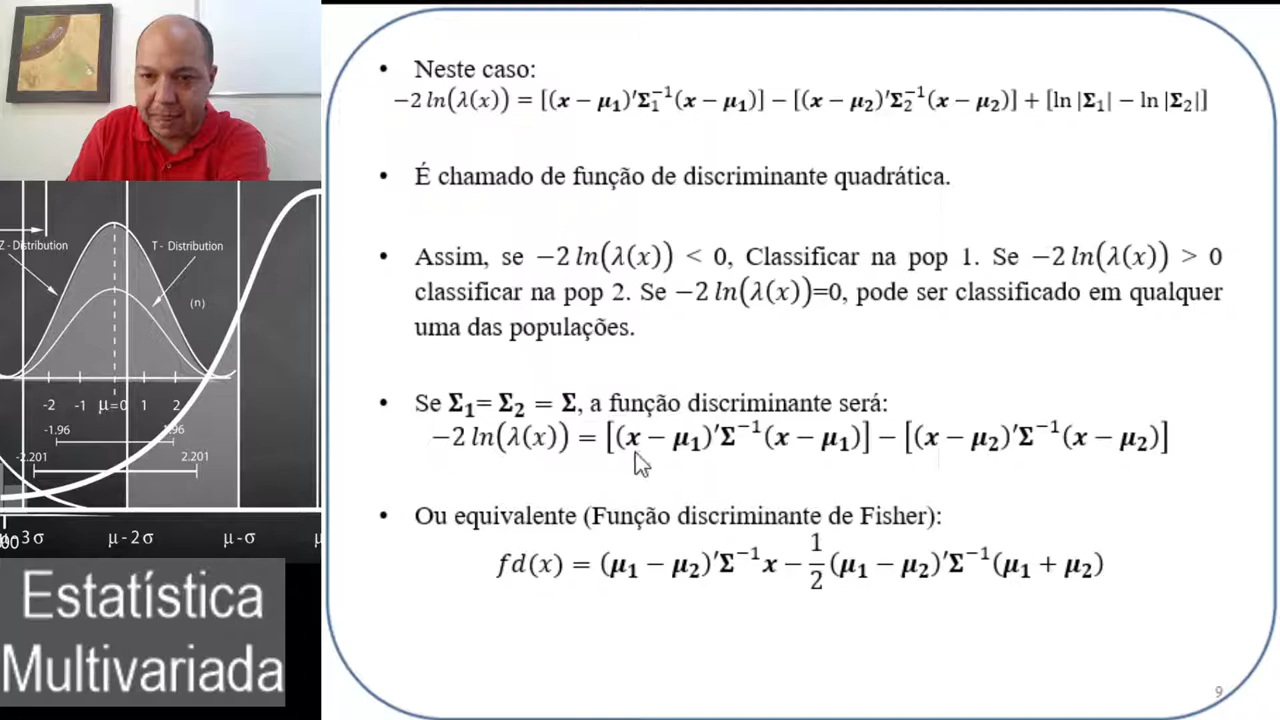 • Neste caso:
−2 ln(λ(x)) = [(x − μ₁)′Σ₁⁻¹(x − μ₁)] − [(x − μ₂)′Σ₂⁻¹(x − μ₂)] + [ln |Σ₁| − ln |Σ₂|]
• É chamado de função de discriminante quadrática.
• Assim, se −2 ln(λ(x)) < 0, Classificar na pop 1. Se −2 ln(λ(x)) > 0
classificar na pop 2. Se −2 ln(λ(x))=0, pode ser classificado em qualquer
uma das populações.
• Se Σ₁= Σ₂ = Σ, a função discriminante será:
−2 ln(λ(x)) = [(x − μ₁)′Σ⁻¹(x − μ₁)] − [(x − μ₂)′Σ⁻¹(x − μ₂)]
• Ou equivalente (Função discriminante de Fisher):
fd(x) = (μ₁ − μ₂)′Σ⁻¹x − 1/2 (μ₁ − μ₂)′Σ⁻¹(μ₁ + μ₂)
9
Z - Distribution
T - Distribution
(n)
-2 -1 μ=0 1 2
-1.96
-2.201 2.201
μ-3σ μ-2σ μ-σ
Estatística
Multivariada